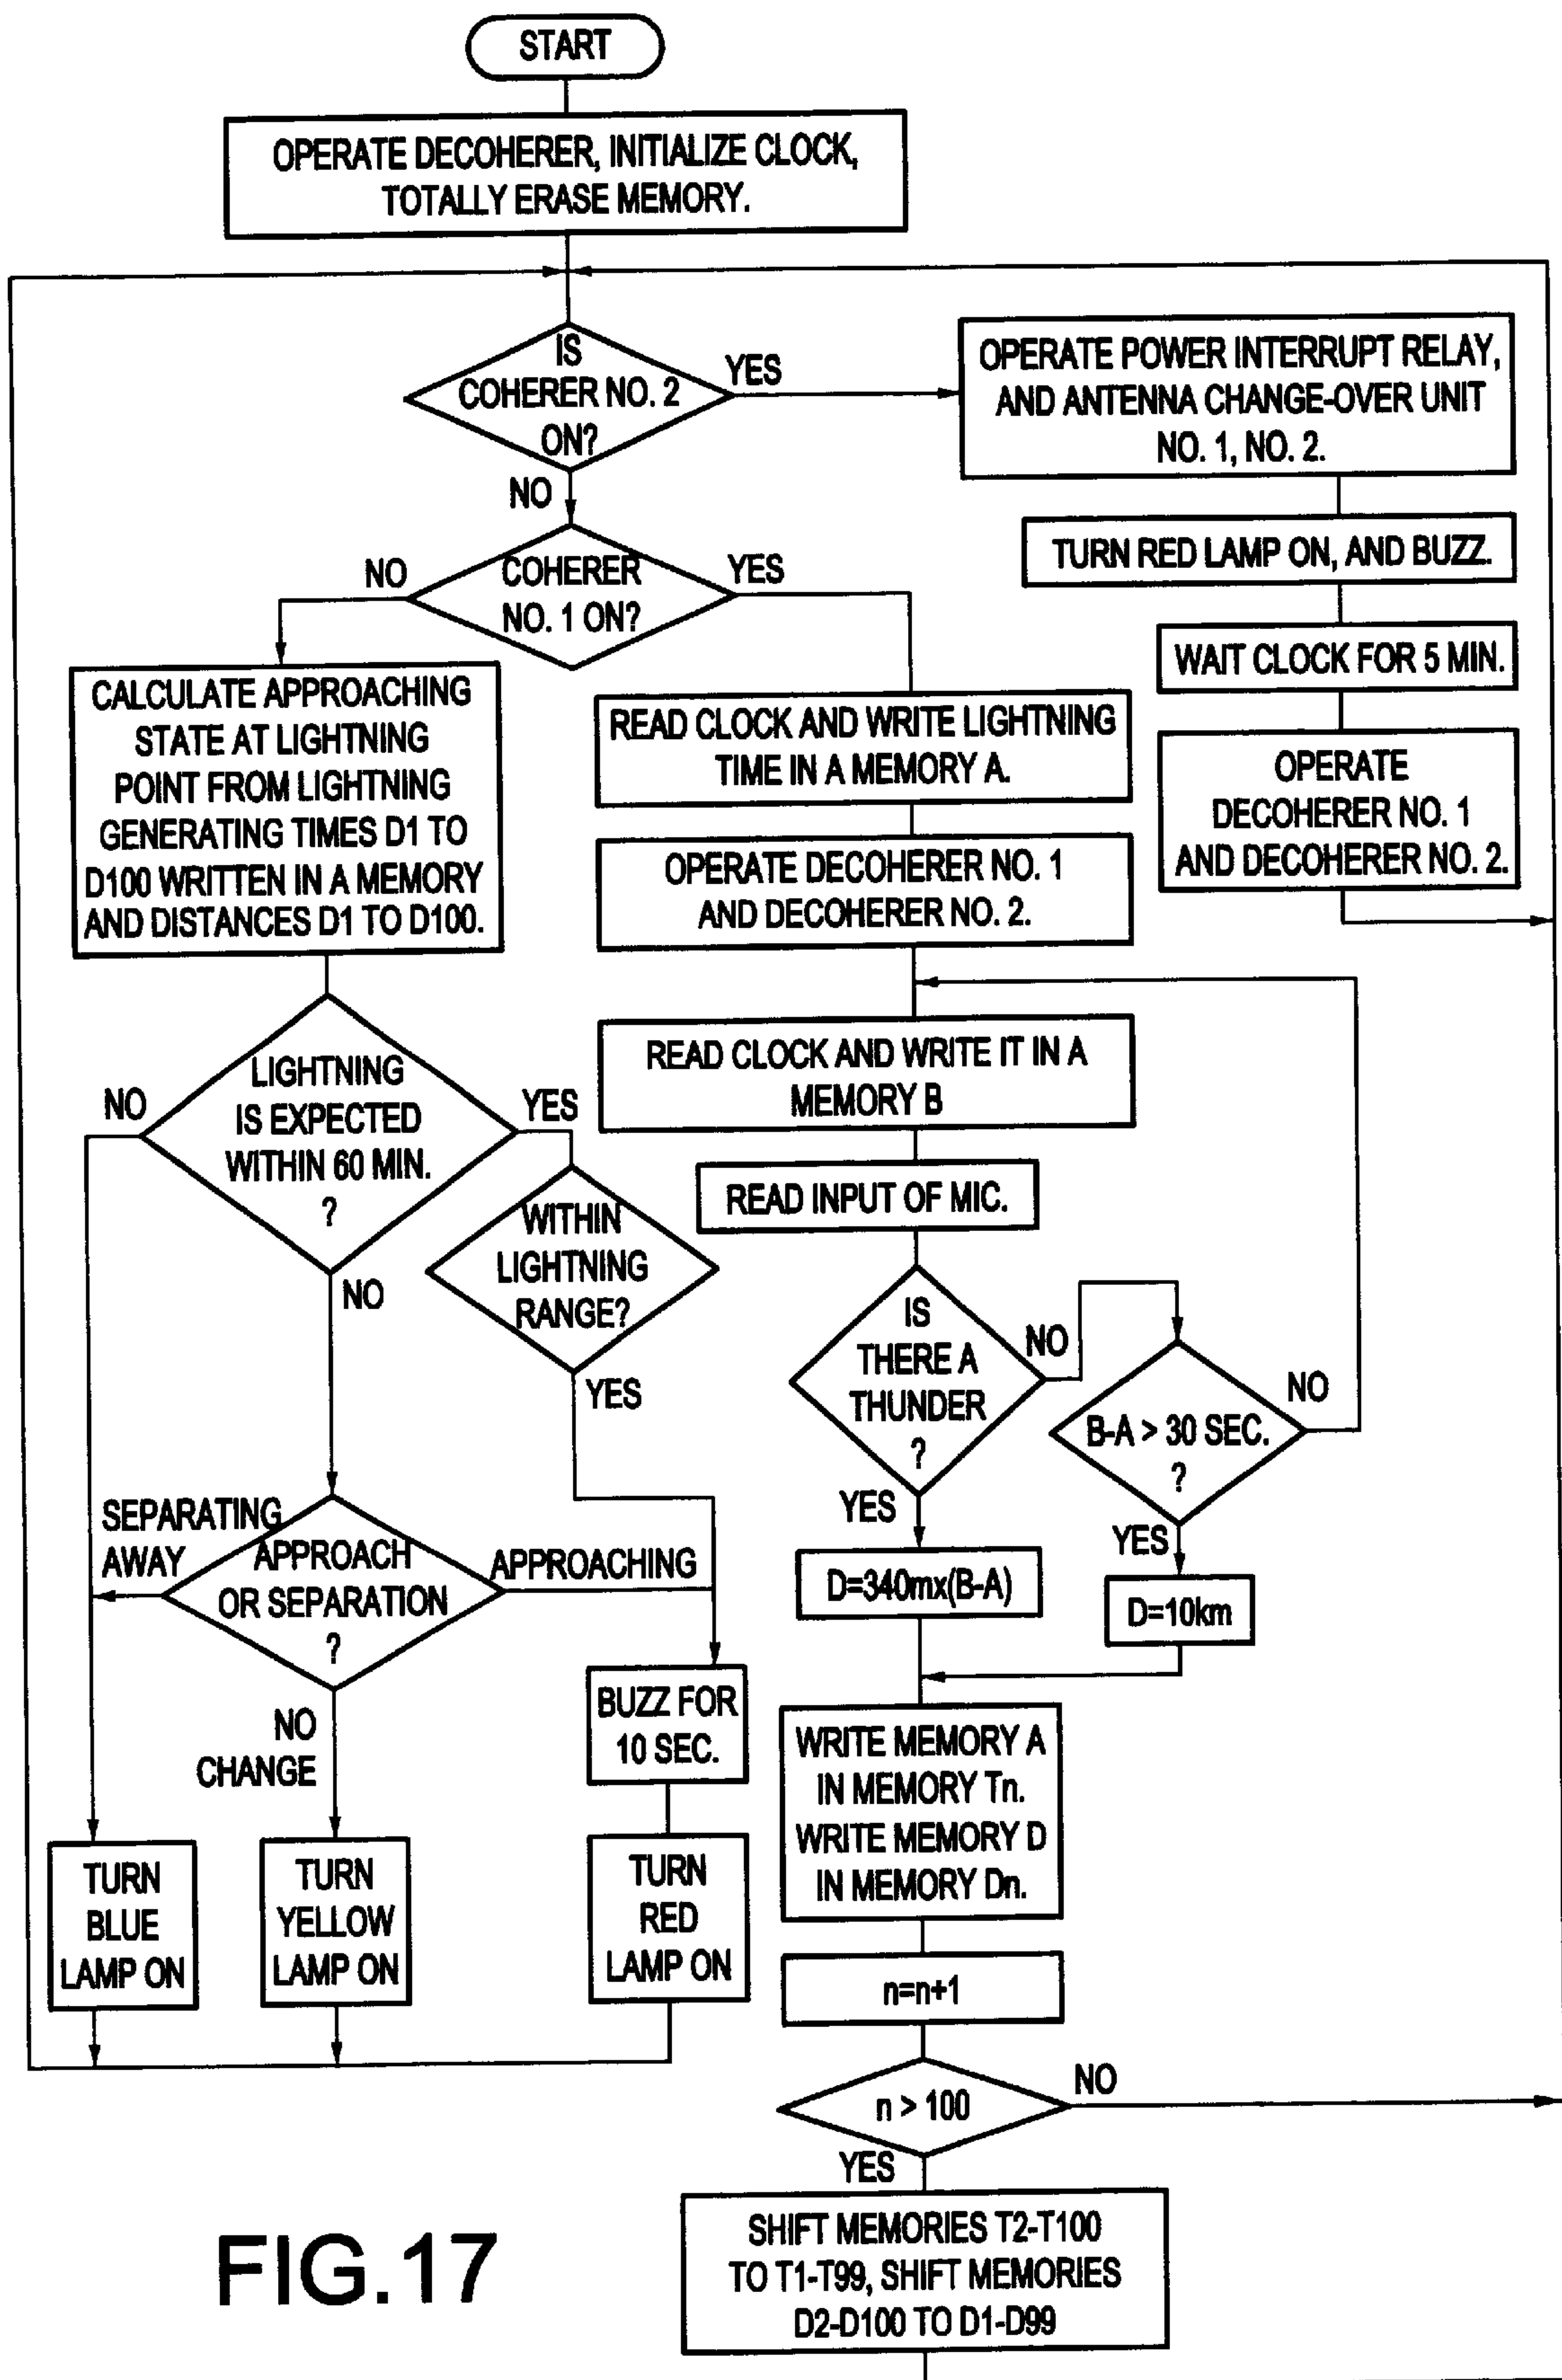 START
OPERATE DECOHERER, INITIALIZE CLOCK,
TOTALLY ERASE MEMORY.
IS
COHERER NO. 2
ON?
YES
NO
OPERATE POWER INTERRUPT RELAY,
AND ANTENNA CHANGE-OVER UNIT
NO. 1, NO. 2.
TURN RED LAMP ON, AND BUZZ.
WAIT CLOCK FOR 5 MIN.
OPERATE
DECOHERER NO. 1
AND DECOHERER NO. 2.
COHERER
NO. 1 ON?
NO
YES
CALCULATE APPROACHING
STATE AT LIGHTNING
POINT FROM LIGHTNING
GENERATING TIMES D1 TO
D100 WRITTEN IN A MEMORY
AND DISTANCES D1 TO D100.
LIGHTNING
IS EXPECTED
WITHIN 60 MIN.
?
NO
YES
NO
WITHIN
LIGHTNING
RANGE?
YES
APPROACH
OR SEPARATION
?
SEPARATING
AWAY
APPROACHING
NO
CHANGE
BUZZ FOR
10 SEC.
TURN
BLUE
LAMP ON
TURN
YELLOW
LAMP ON
TURN
RED
LAMP ON
READ CLOCK AND WRITE LIGHTNING
TIME IN A MEMORY A.
OPERATE DECOHERER NO. 1
AND DECOHERER NO. 2.
READ CLOCK AND WRITE IT IN A
MEMORY B
READ INPUT OF MIC.
IS
THERE A
THUNDER
?
NO
YES
B-A > 30 SEC.
?
NO
YES
D=340mx(B-A)
D=10km
WRITE MEMORY A
IN MEMORY Tn.
WRITE MEMORY D
IN MEMORY Dn.
n=n+1
n > 100
NO
YES
SHIFT MEMORIES T2-T100
TO T1-T99, SHIFT MEMORIES
D2-D100 TO D1-D99
FIG.17